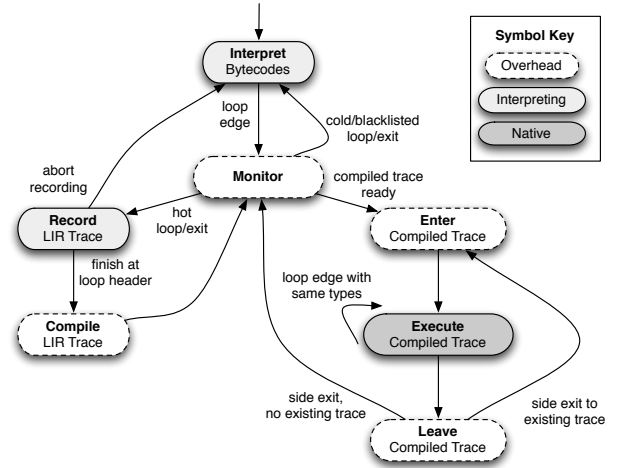 Interpret
Bytecodes
Symbol Key
Overhead
Interpreting
Native
loop
edge
cold/blacklisted
loop/exit
abort
recording
Monitor
compiled trace
ready
Record
LIR Trace
hot
loop/exit
Enter
Compiled Trace
finish at
loop header
loop edge with
same types
Compile
LIR Trace
Execute
Compiled Trace
side exit,
no existing trace
side exit to
existing trace
Leave
Compiled Trace